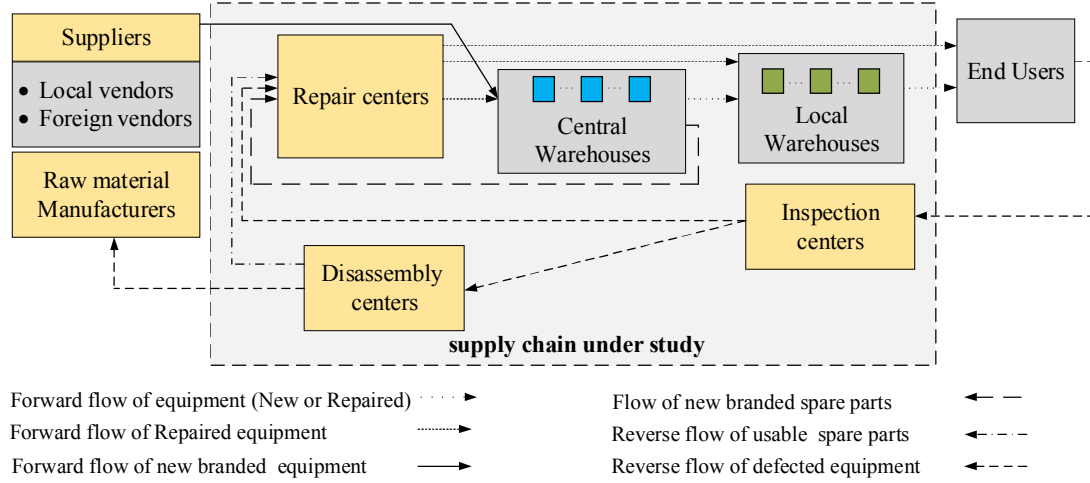 Suppliers
• Local vendors
• Foreign vendors
Raw material
Manufacturers
Repair centers
Central
Warehouses
Local
Warehouses
End Users
Inspection
centers
Disassembly
centers
supply chain under study
Forward flow of equipment (New or Repaired)
Forward flow of Repaired equipment
Forward flow of new branded equipment
Flow of new branded spare parts
Reverse flow of usable spare parts
Reverse flow of defected equipment